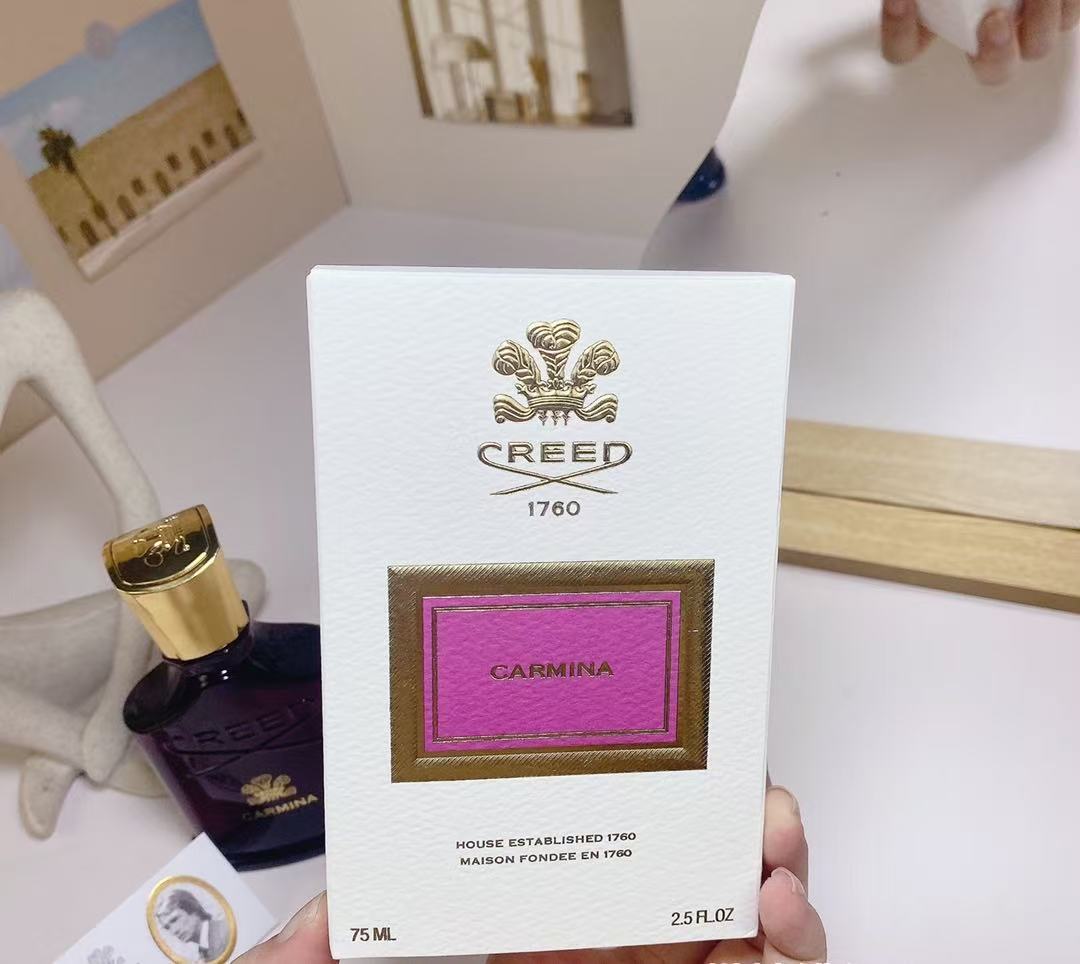 CREED
1760
CARMINA
HOUSE ESTABLISHED 1760
MAISON FONDEE EN 1760
75 ML
2.5 FL.OZ
CREED
CARMINA